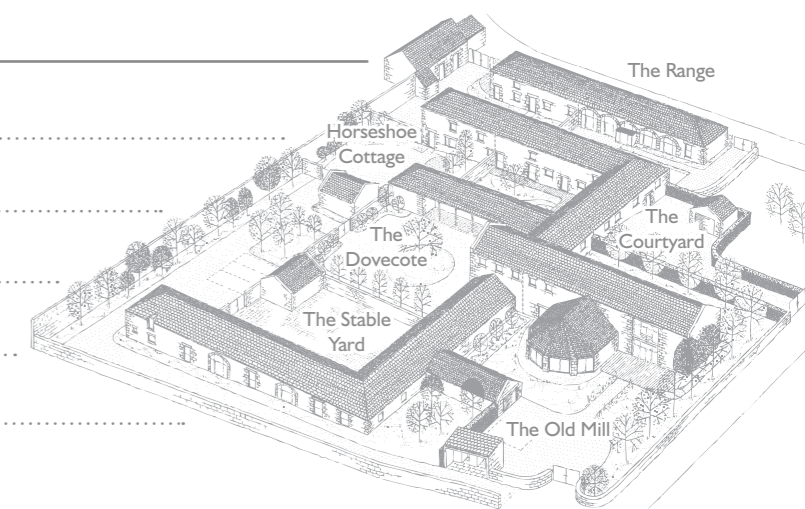 The Range
Horseshoe
Cottage
The
Courtyard
The
Dovecote
The Stable
Yard
The Old Mill